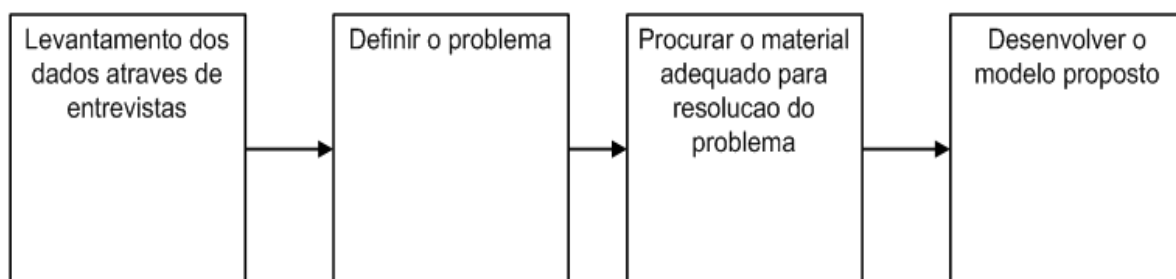 Levantamento dos
dados atraves de
entrevistas
Definir o problema
Procurar o material
adequado para
resolucao do
problema
Desenvolver o
modelo proposto